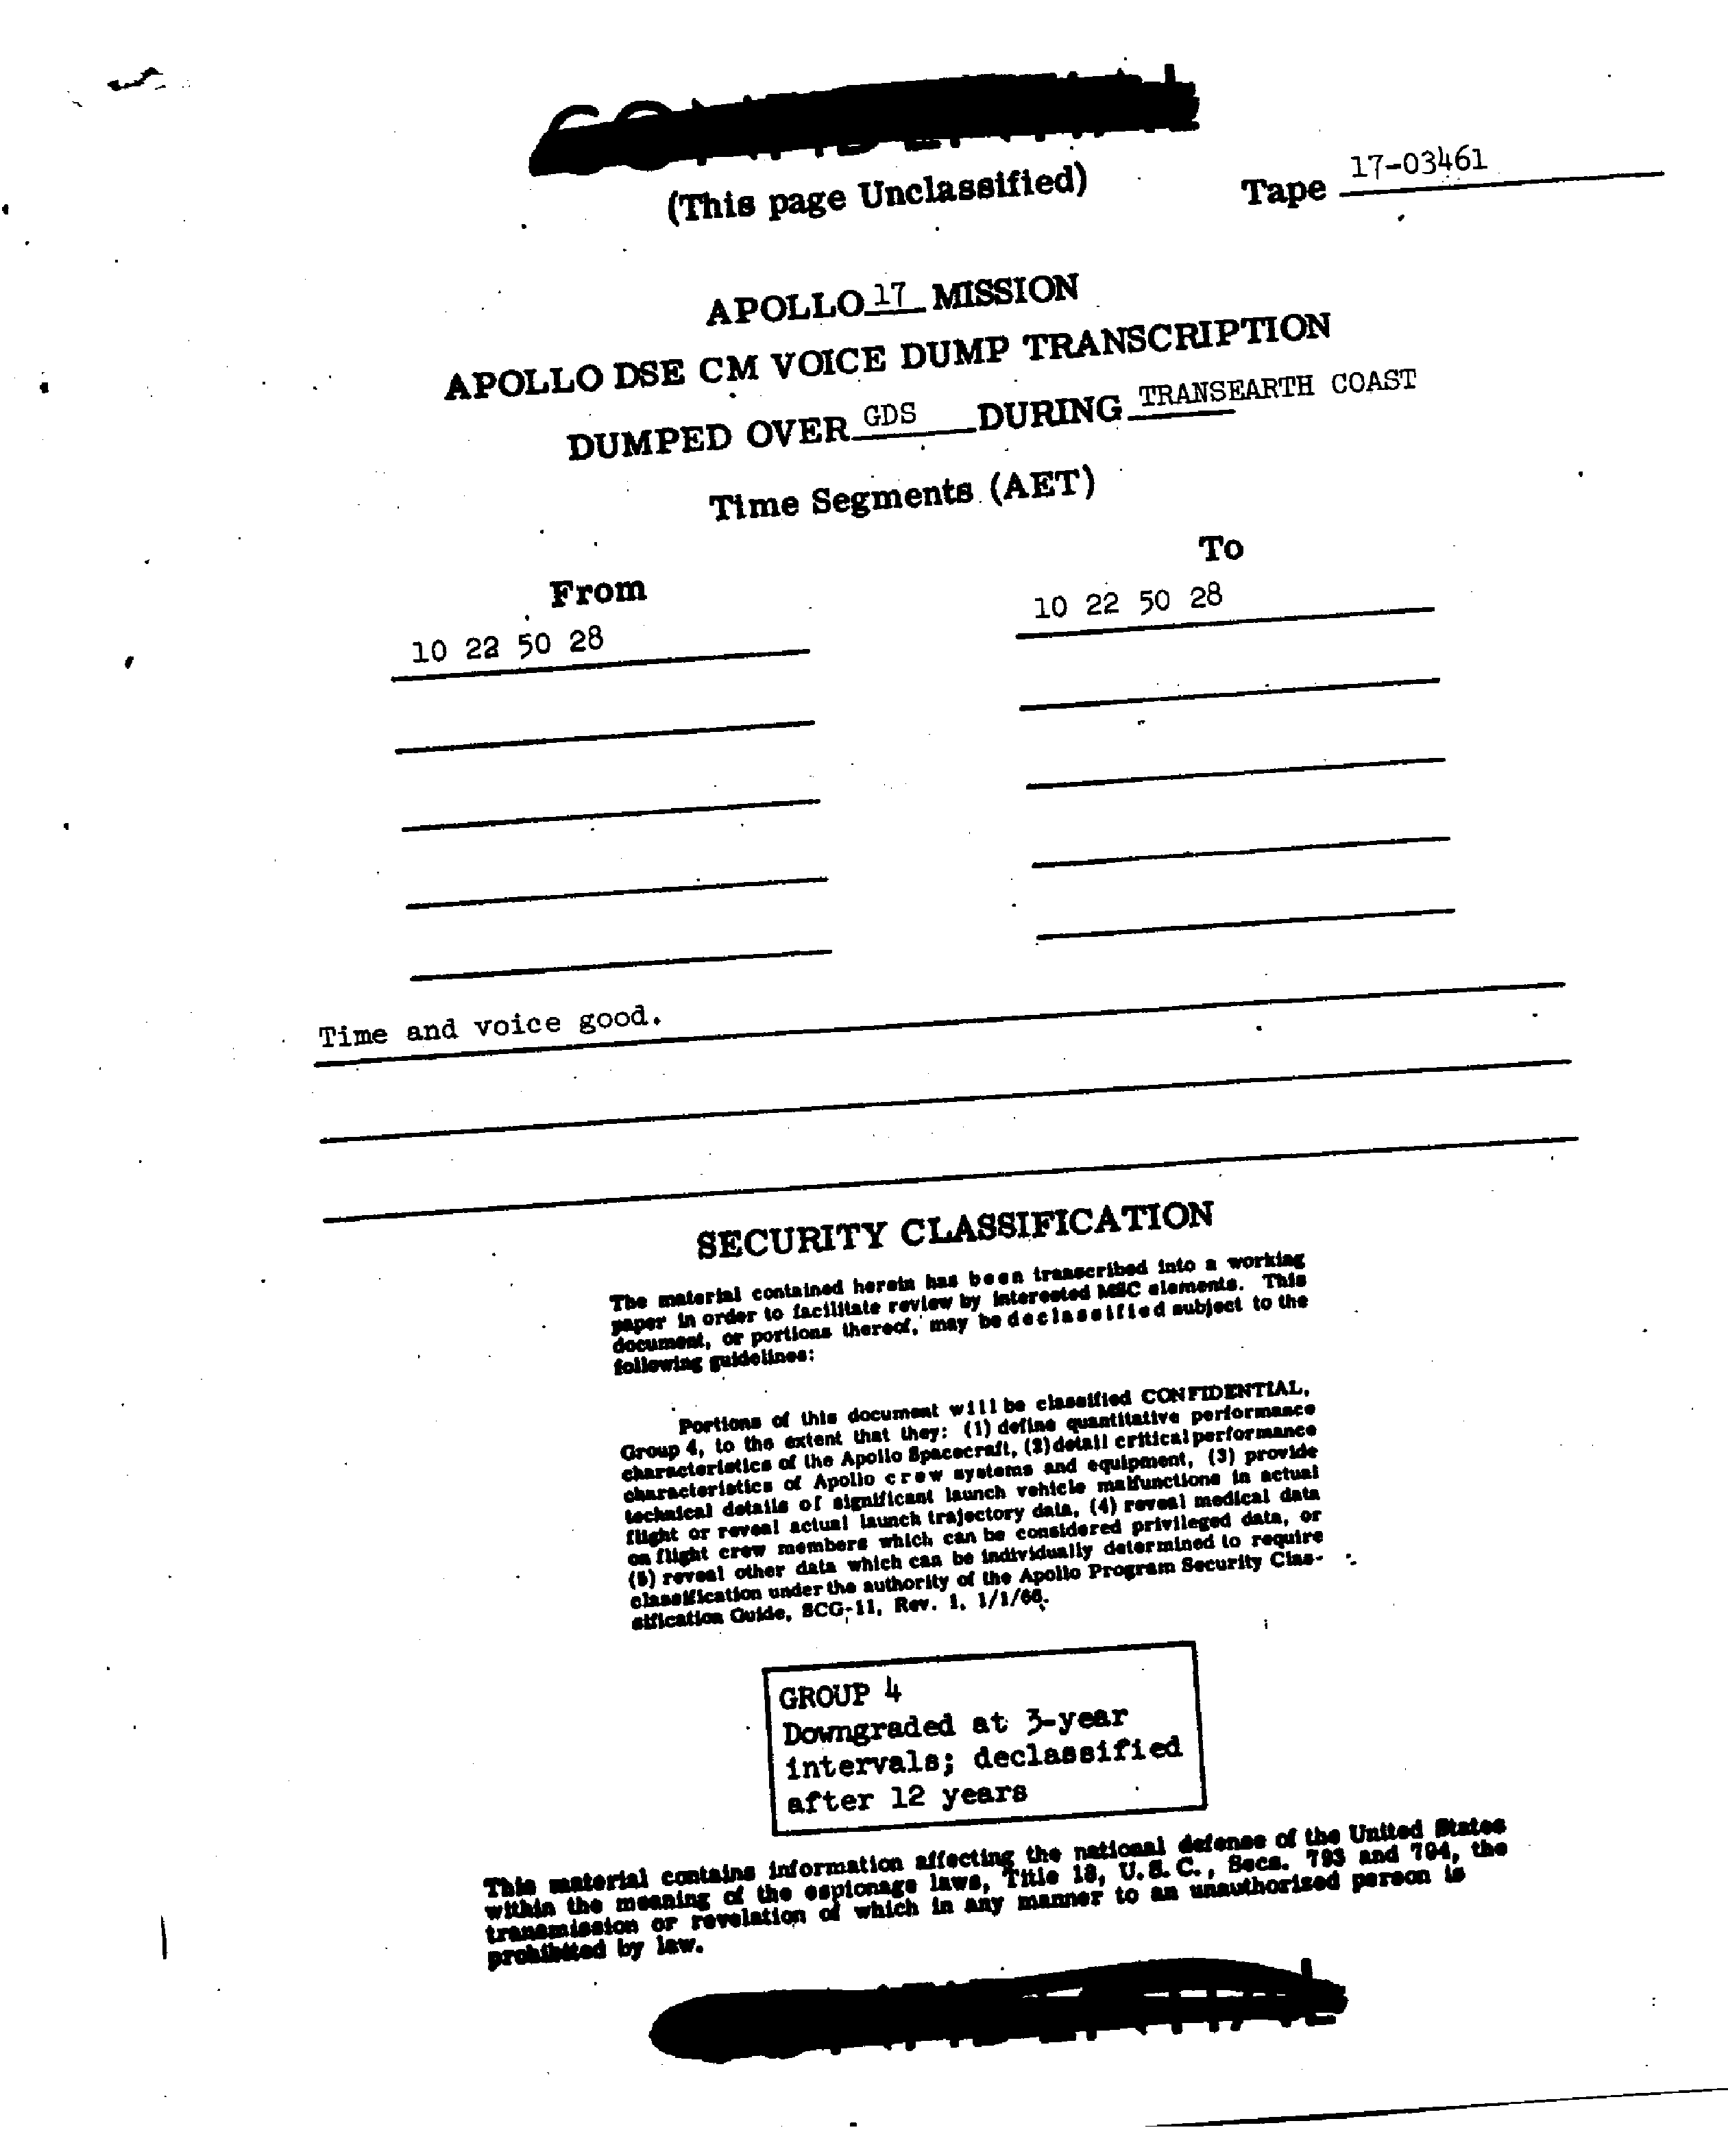 (This page Unclassified)
Tape 17-03461
APOLLO 17 MISSION
APOLLO DSE CM VOICE DUMP TRANSCRIPTION
DUMPED OVER GDS DURING TRANSEARTH COAST
Time Segments (AET)
From To
10 22 50 28 10 22 50 28
Time and voice good.
SECURITY CLASSIFICATION
The material contained herein has been transcribed into a working
paper in order to facilitate review by interested MSC elements. This
document, or portions thereof, may be declassified subject to the
following guidelines:
Portions of this document will be classified CONFIDENTIAL,
Group 4, to the extent that they: (1) define quantitative performance
characteristics of the Apollo Spacecraft, (2) detail critical performance
characteristics of Apollo crew systems and equipment, (3) provide
technical details of significant launch vehicle malfunctions in actual
flight or reveal actual launch trajectory data, (4) reveal medical data
on flight crew members which can be considered privileged data, or
(5) reveal other data which can be individually determined to require
classification under the authority of the Apollo Program Security Clas-
sification Guide, SCG-11, Rev. 1, 1/1/66.
GROUP 4
Downgraded at 3-year
intervals; declassified
after 12 years
This material contains information affecting the national defense of the United States
within the meaning of the espionage laws, Title 18, U.S.C., Secs. 793 and 794, the
transmission or revelation of which in any manner to an unauthorized person is
prohibited by law.